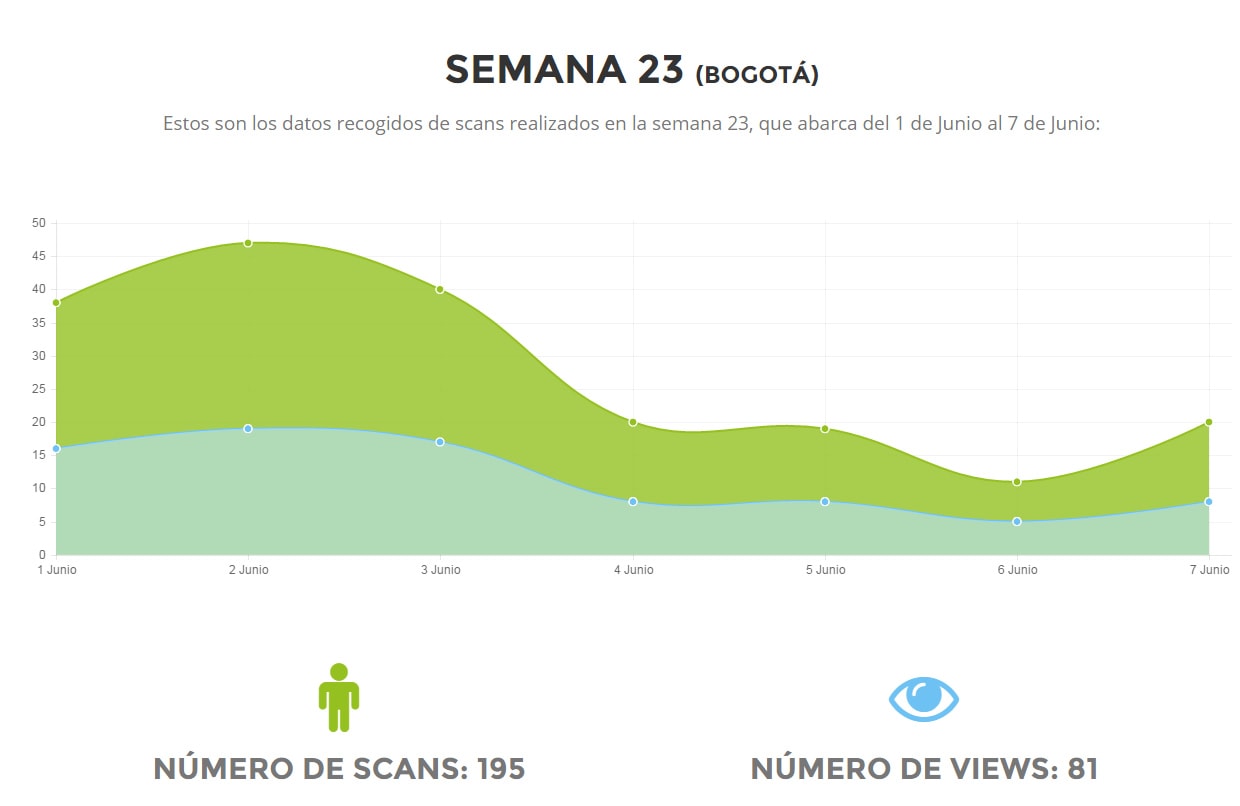 SEMANA 23 (BOGOTÁ)
Estos son los datos recogidos de scans realizados en la semana 23, que abarca del 1 de Junio al 7 de Junio:
50
45
40
35
30
25
20
15
10
5
0
1 Junio 2 Junio 3 Junio 4 Junio 5 Junio 6 Junio 7 Junio
NÚMERO DE SCANS: 195 NÚMERO DE VIEWS: 81